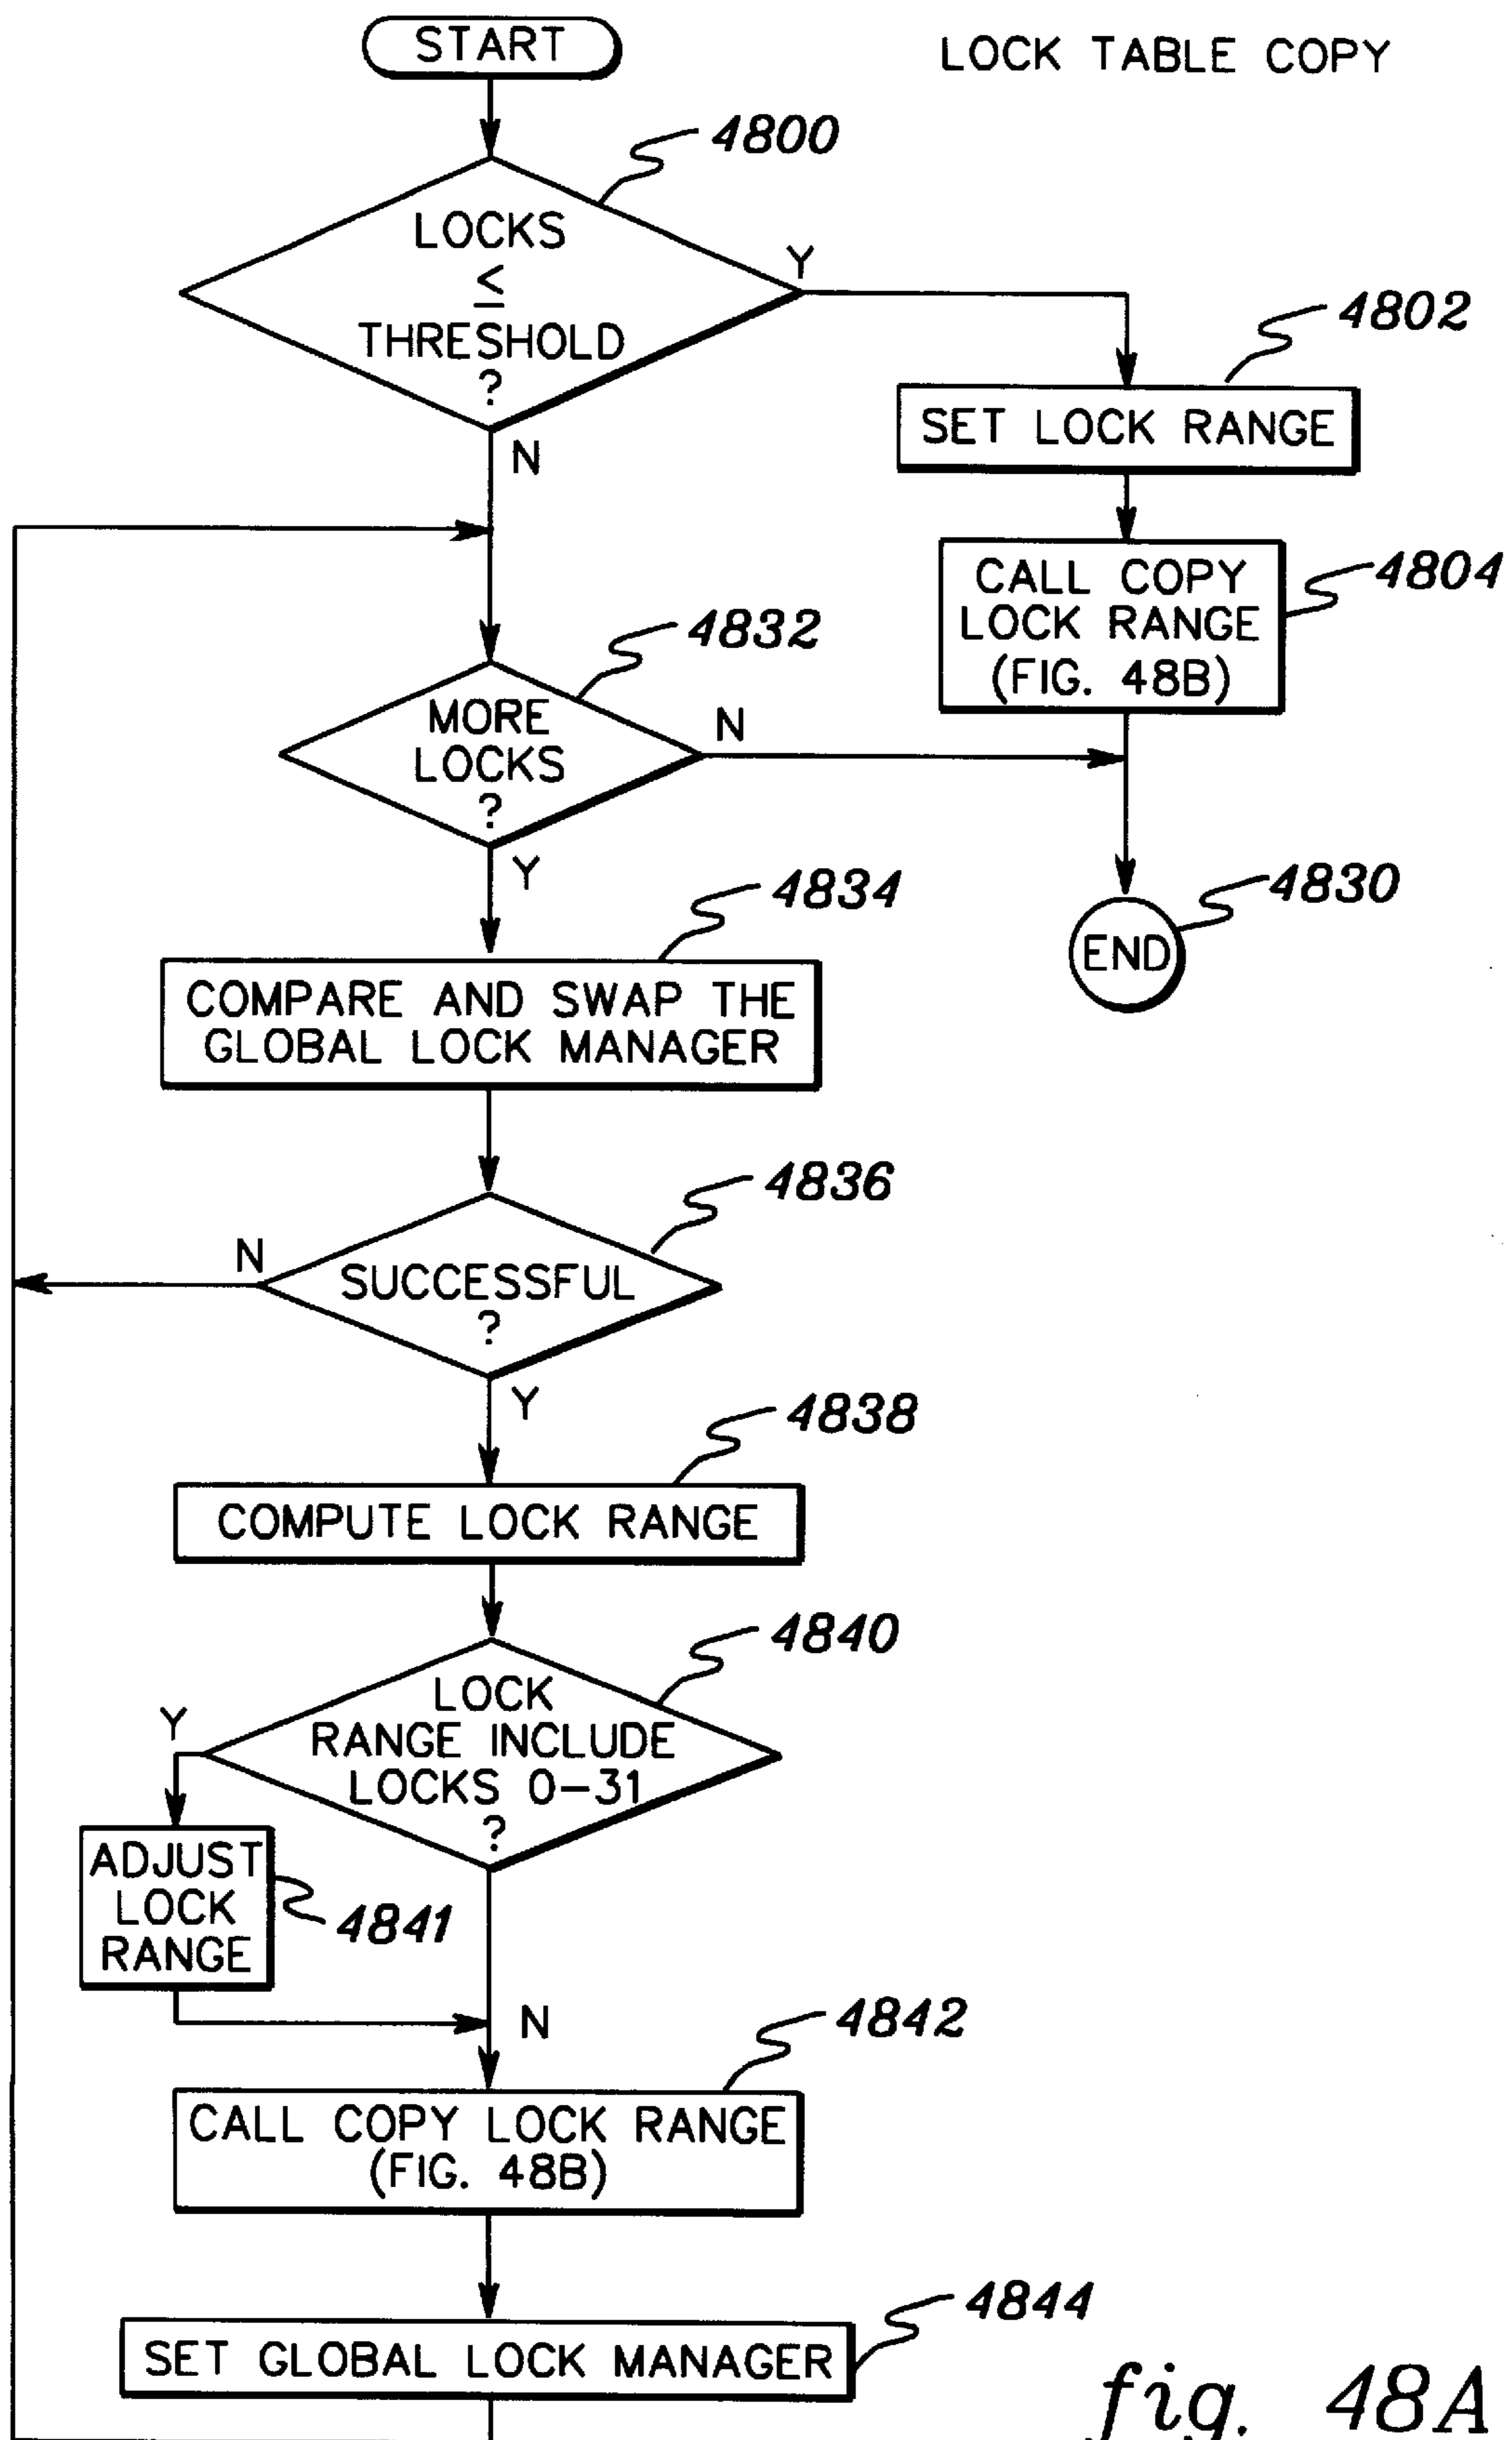 START
LOCK TABLE COPY
4800
LOCKS
≤
THRESHOLD
?
Y
N
4802
SET LOCK RANGE
4804
CALL COPY
LOCK RANGE
(FIG. 48B)
4832
MORE
LOCKS
?
N
Y
4830
END
4834
COMPARE AND SWAP THE
GLOBAL LOCK MANAGER
4836
N
SUCCESSFUL
?
Y
4838
COMPUTE LOCK RANGE
4840
LOCK
RANGE INCLUDE
LOCKS 0-31
?
Y
ADJUST
LOCK
RANGE
4841
N
4842
CALL COPY LOCK RANGE
(FIG. 48B)
4844
SET GLOBAL LOCK MANAGER
fig. 48A